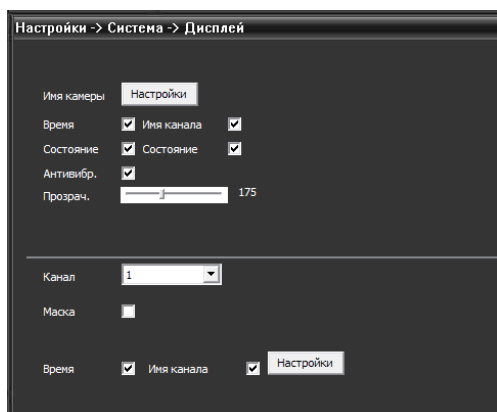 Настройки -> Система -> Дисплей
Имя камеры Настройки
Время Имя канала
Состояние Состояние
Антивибр.
Прозрач. 175
Канал 1
Маска
Время Имя канала Настройки